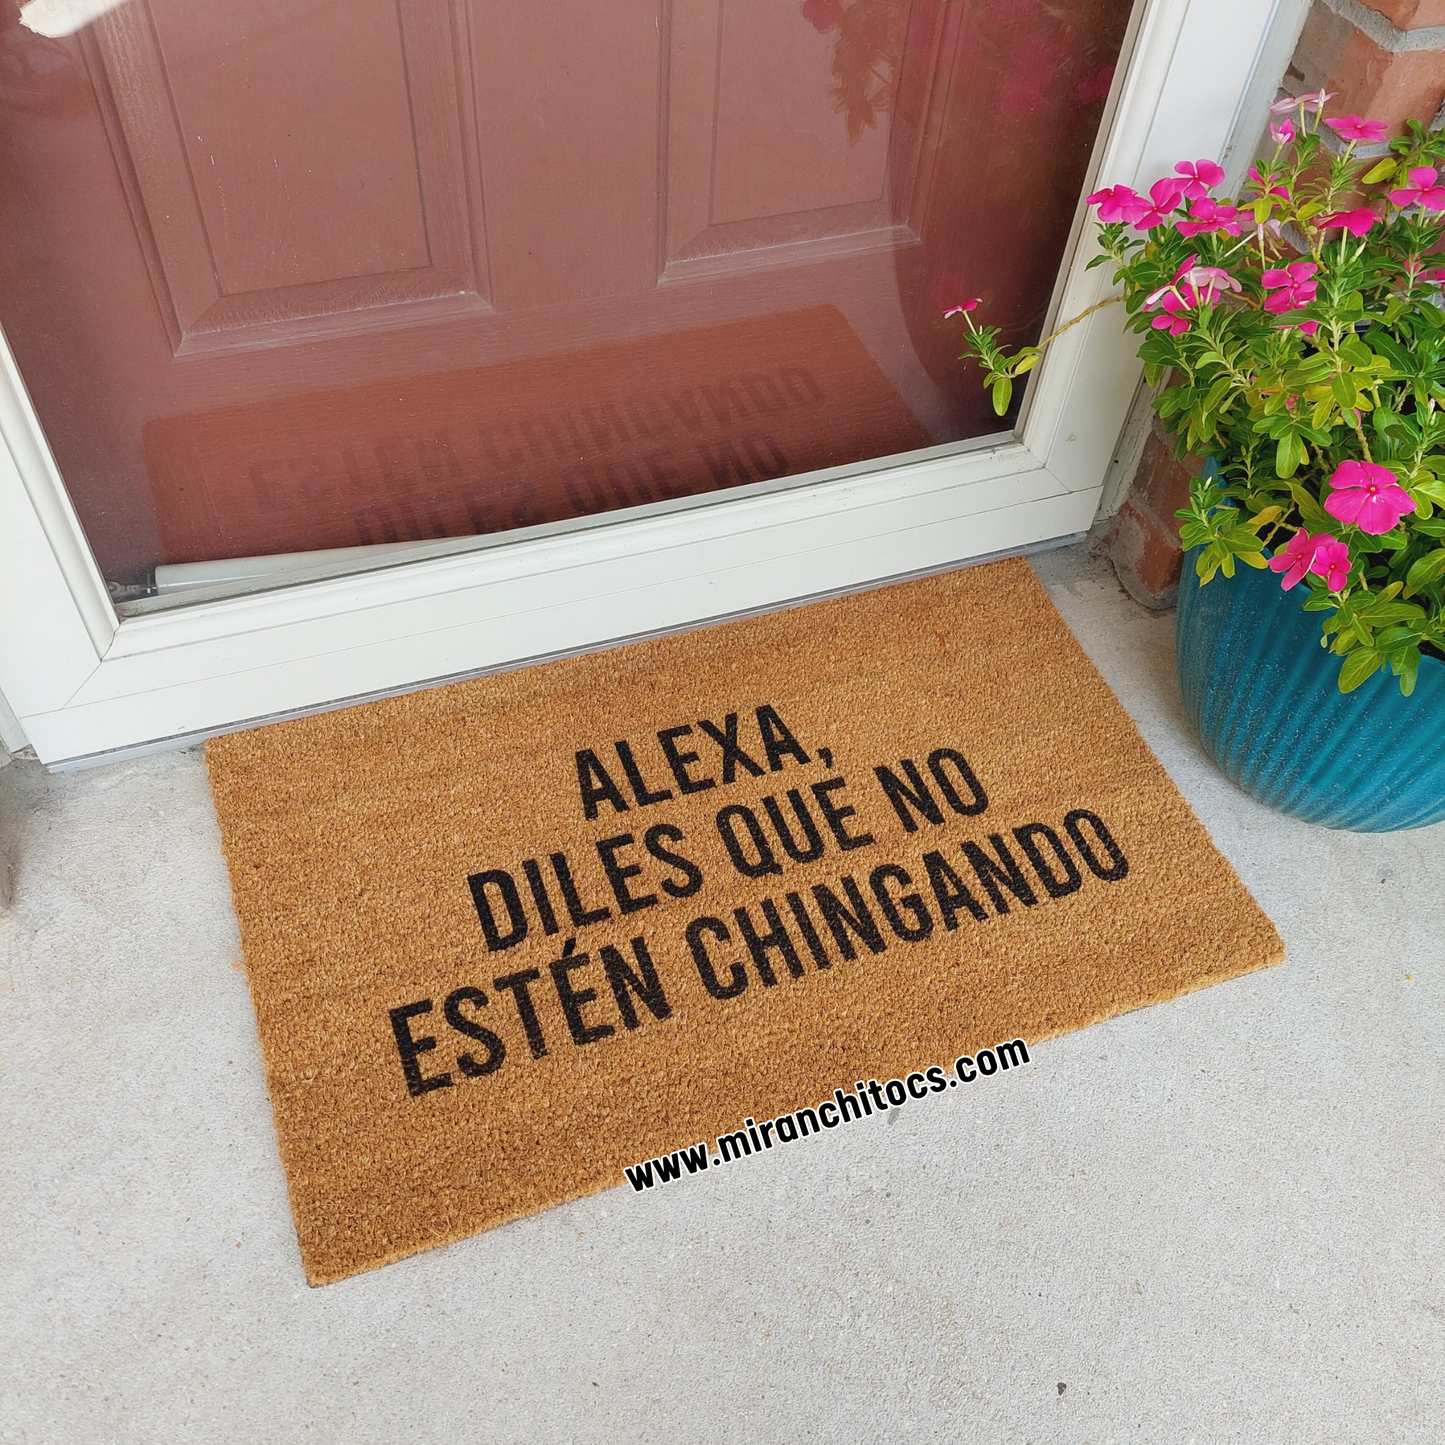 ALEXA,
DILES QUE NO
ESTÉN CHINGANDO
www.miranchitocs.com